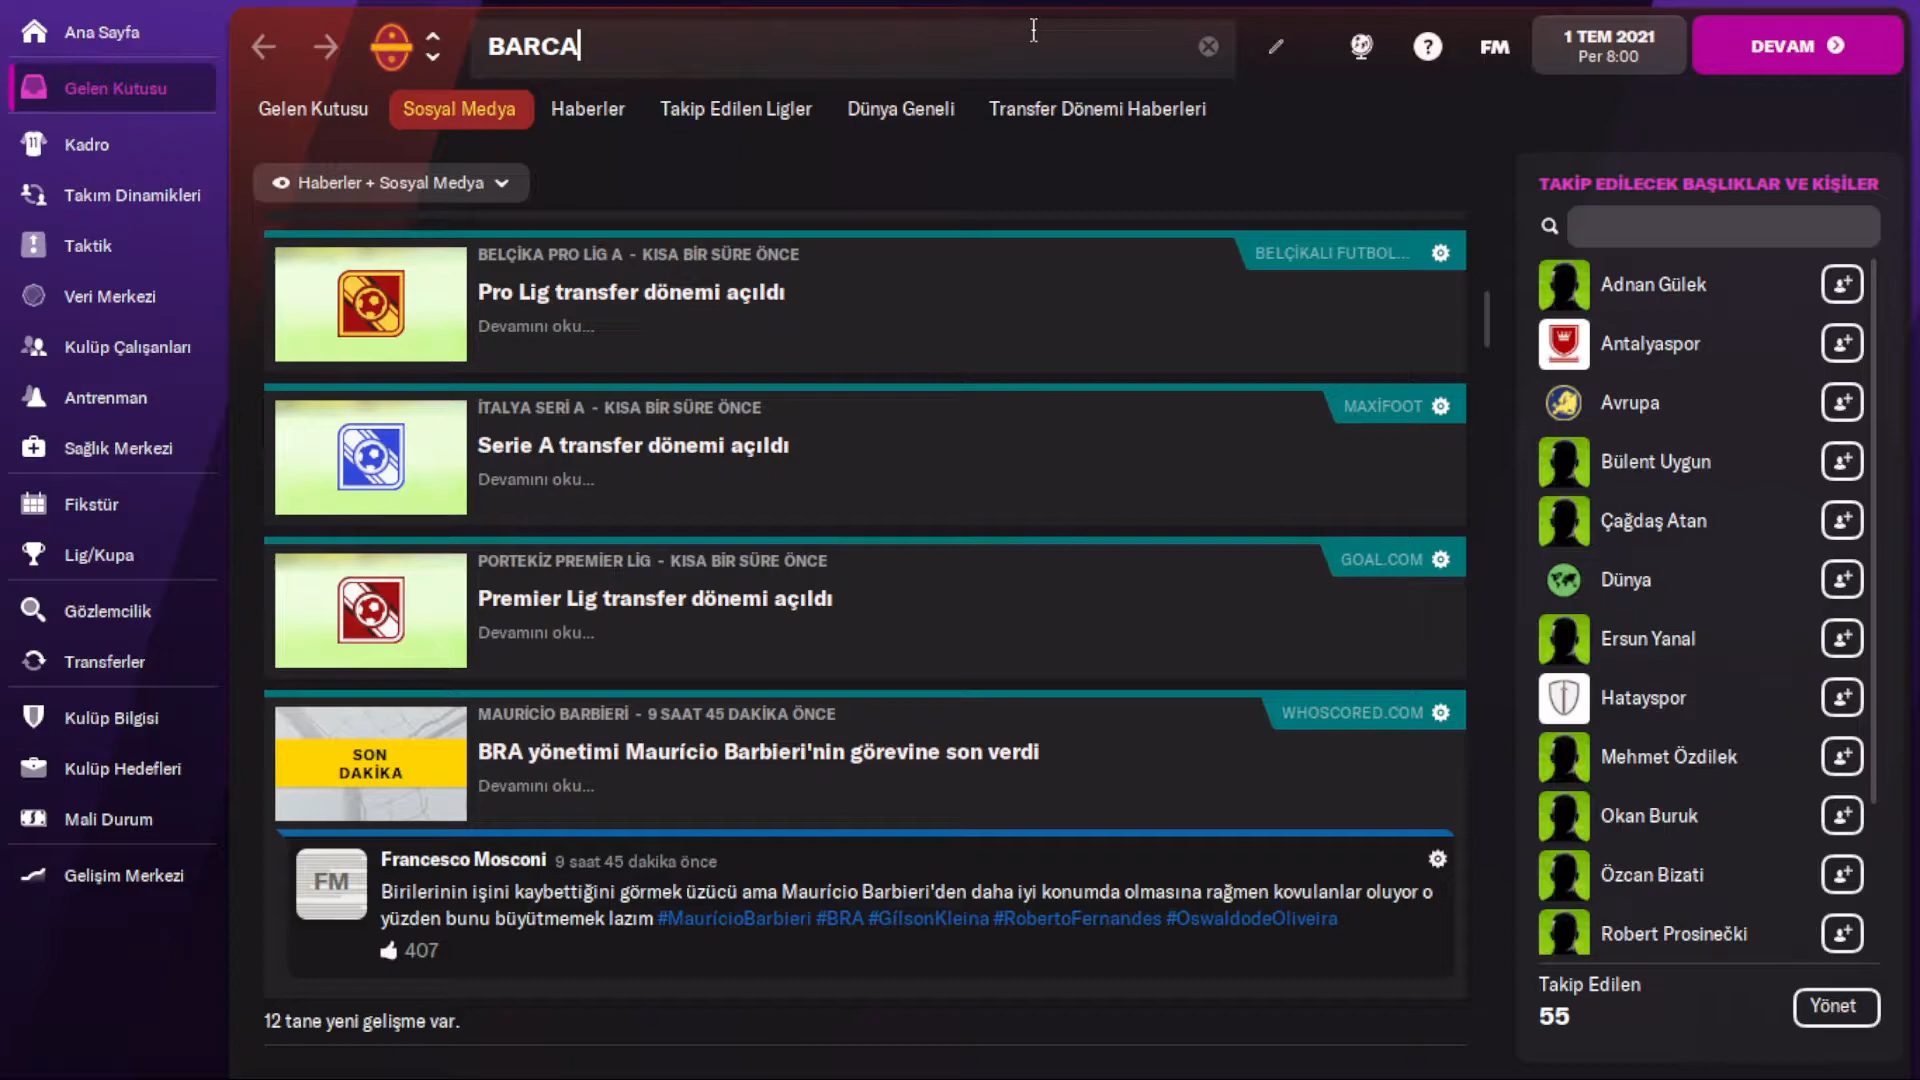 Ana Sayfa
Gelen Kutusu
Kadro
Takım Dinamikleri
Taktik
Veri Merkezi
Kulüp Çalışanları
Antrenman
Sağlık Merkezi
Fikstür
Lig/Kupa
Gözlemcilik
Transferler
Kulüp Bilgisi
Kulüp Hedefleri
Mali Durum
Gelişim Merkezi
BARCA
?
FM
1 TEM 2021
Per 8:00
DEVAM
Gelen Kutusu
Sosyal Medya
Haberler
Takip Edilen Ligler
Dünya Geneli
Transfer Dönemi Haberleri
Haberler + Sosyal Medya
BELÇİKA PRO LİG A - KISA BİR SÜRE ÖNCE
BELÇİKALI FUTBOL...
Pro Lig transfer dönemi açıldı
Devamını oku...
İTALYA SERİ A - KISA BİR SÜRE ÖNCE
MAXİFOOT
Serie A transfer dönemi açıldı
Devamını oku...
PORTEKİZ PREMİER LİG - KISA BİR SÜRE ÖNCE
GOAL.COM
Premier Lig transfer dönemi açıldı
Devamını oku...
SON
DAKİKA
MAURÍCİO BARBİERİ - 9 SAAT 45 DAKİKA ÖNCE
WHOSCORED.COM
BRA yönetimi Maurício Barbieri'nin görevine son verdi
Devamını oku...
FM
Francesco Mosconi 9 saat 45 dakika önce
Birilerinin işini kaybettiğini görmek üzücü ama Maurício Barbieri'den daha iyi konumda olmasına rağmen kovulanlar oluyor o
yüzden bunu büyütmemek lazım #MaurícioBarbieri #BRA #GílsonKleina #RobertoFernandes #OswaldodeOliveira
407
12 tane yeni gelişme var.
TAKİP EDİLECEK BAŞLIKLAR VE KİŞİLER
Adnan Gülek
Antalyaspor
Avrupa
Bülent Uygun
Çağdaş Atan
Dünya
Ersun Yanal
Hatayspor
Mehmet Özdilek
Okan Buruk
Özcan Bizati
Robert Prosinečki
Takip Edilen
55
Yönet